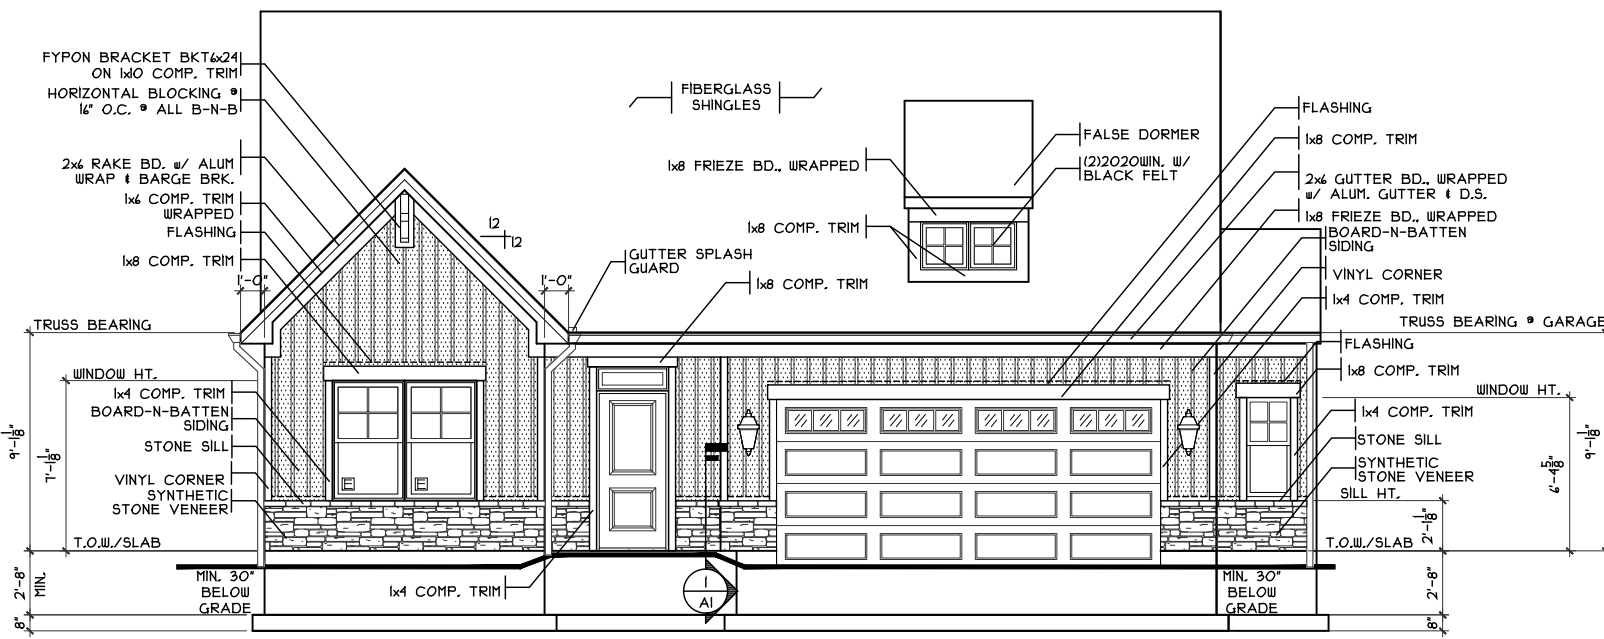 FYPON BRACKET BKT6x24
ON 1x10 COMP. TRIM
HORIZONTAL BLOCKING @
16" O.C. @ ALL B-N-B
2x6 RAKE BD. w/ ALUM
WRAP & BARGE BRK.
1x6 COMP. TRIM
WRAPPED
FLASHING
1x8 COMP. TRIM
1'-0"
1'-0"
12
12
FIBERGLASS
SHINGLES
1x8 FRIEZE BD., WRAPPED
1x8 COMP. TRIM
FALSE DORMER
(2)2020WIN. W/
BLACK FELT
GUTTER SPLASH
GUARD
1x8 COMP. TRIM
FLASHING
1x8 COMP. TRIM
2x6 GUTTER BD., WRAPPED
w/ ALUM. GUTTER & D.S.
1x8 FRIEZE BD., WRAPPED
BOARD-N-BATTEN
SIDING
VINYL CORNER
1x4 COMP. TRIM
TRUSS BEARING @ GARAGE
FLASHING
1x8 COMP. TRIM
WINDOW HT.
1x4 COMP. TRIM
STONE SILL
SYNTHETIC
STONE VENEER
SILL HT.
T.O.W./SLAB
TRUSS BEARING
WINDOW HT.
1x4 COMP. TRIM
BOARD-N-BATTEN
SIDING
STONE SILL
VINYL CORNER
SYNTHETIC
STONE VENEER
T.O.W./SLAB
9'-1 1/8"
7'-1 1/8"
2'-8"
MIN.
8"
MIN. 30"
BELOW
GRADE
1x4 COMP. TRIM
1
A1
MIN. 30"
BELOW
GRADE
9'-1 1/8"
6'-4 5/8"
2'-1 1/8"
2'-8"
8"